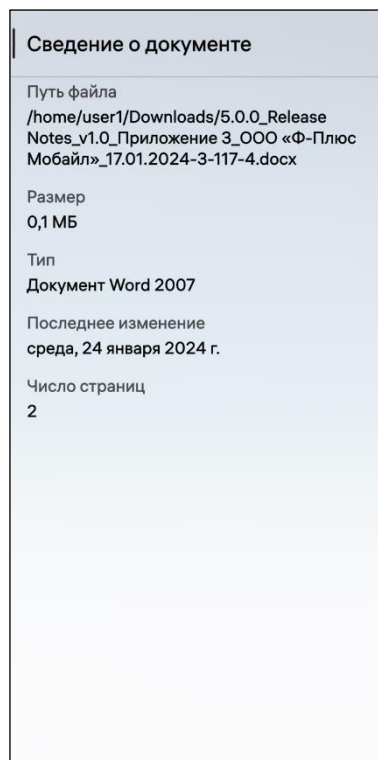 Сведение о документе
Путь файла
/home/user1/Downloads/5.0.0_Release
Notes_v1.0_Приложение 3_ООО «Ф-Плюс
Мобайл»_17.01.2024-3-117-4.docx
Размер
0,1 МБ
Тип
Документ Word 2007
Последнее изменение
среда, 24 января 2024 г.
Число страниц
2